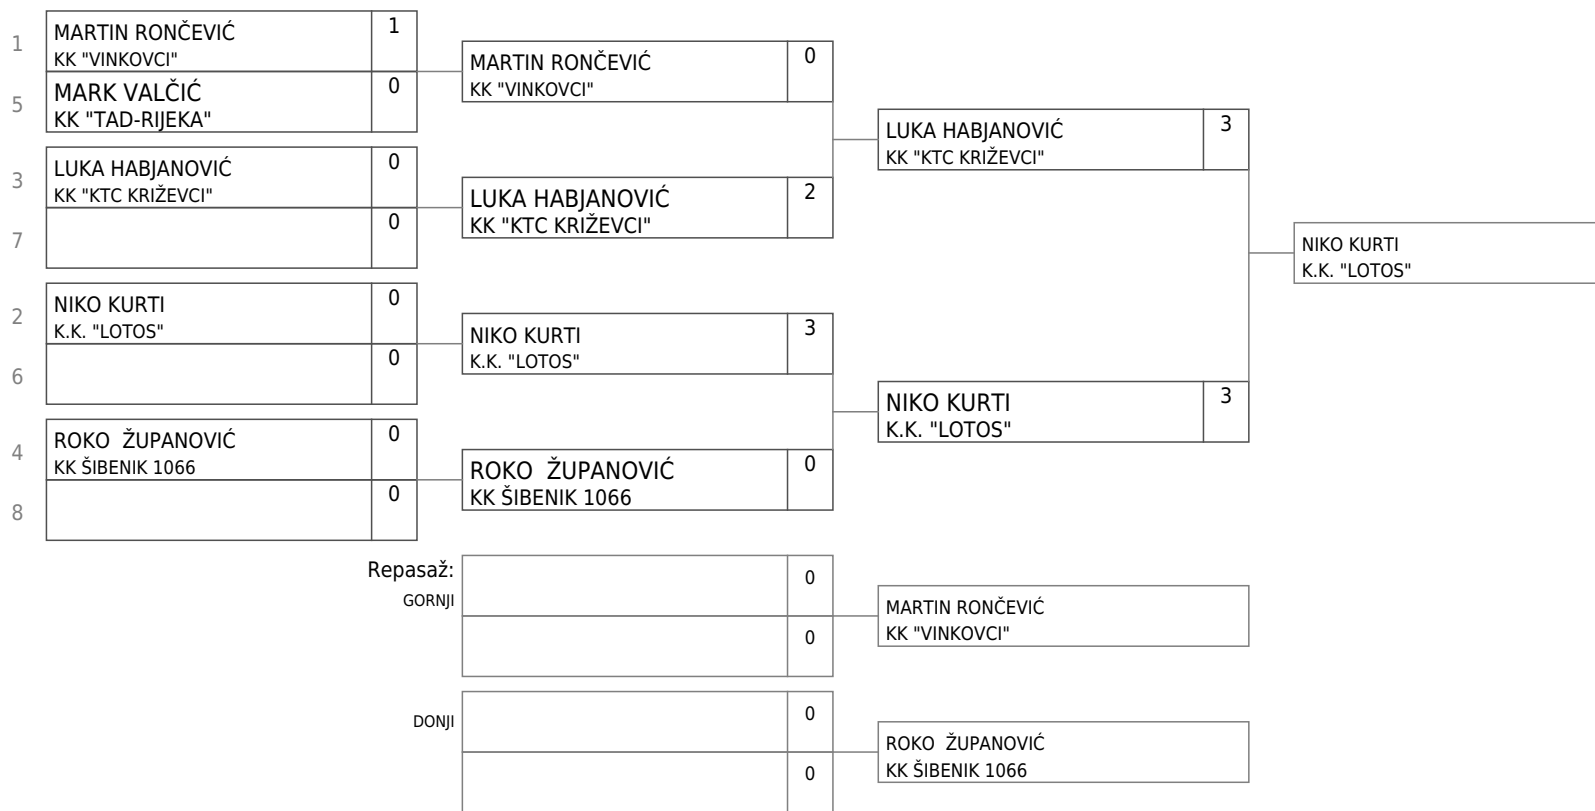 1
MARTIN RONČEVIĆ
KK "VINKOVCI"
1
5
MARK VALČIĆ
KK "TAD-RIJEKA"
0
3
LUKA HABJANOVIĆ
KK "KTC KRIŽEVCI"
0
7
0
2
NIKO KURTI
K.K. "LOTOS"
0
6
0
4
ROKO  ŽUPANOVIĆ
KK ŠIBENIK 1066
0
8
0
MARTIN RONČEVIĆ
KK "VINKOVCI"
0
LUKA HABJANOVIĆ
KK "KTC KRIŽEVCI"
2
NIKO KURTI
K.K. "LOTOS"
3
ROKO  ŽUPANOVIĆ
KK ŠIBENIK 1066
0
LUKA HABJANOVIĆ
KK "KTC KRIŽEVCI"
3
NIKO KURTI
K.K. "LOTOS"
3
NIKO KURTI
K.K. "LOTOS"
Repasaž:
GORNJI
0
0
MARTIN RONČEVIĆ
KK "VINKOVCI"
DONJI
0
0
ROKO  ŽUPANOVIĆ
KK ŠIBENIK 1066